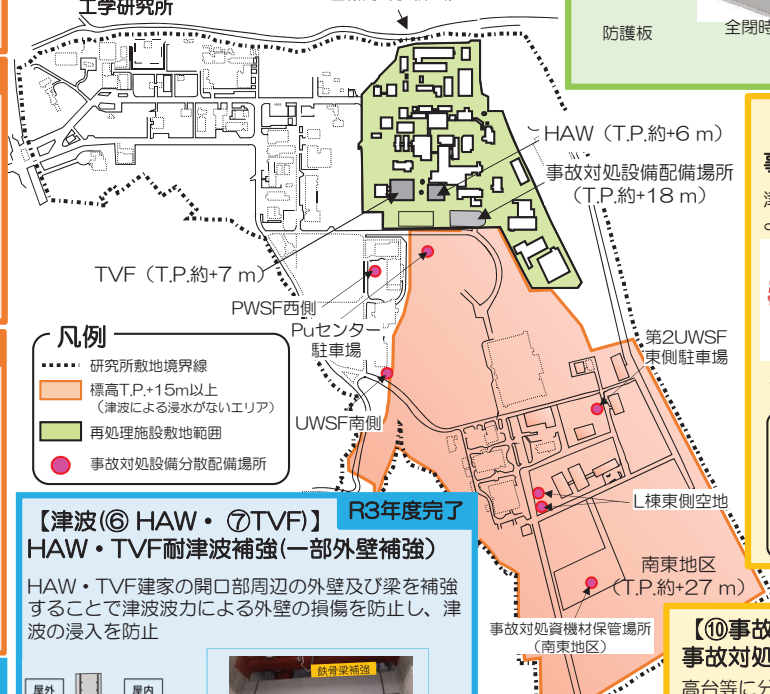 工学研究所
防護板
全閉時
HAW（T.P.約+6 m）
事故対処設備配備場所
（T.P.約+18 m）
TVF（T.P.約+7 m）
PWSF西側
Puセンター
駐車場
第2UWSF
東側駐車場
UWSF南側
凡例
研究所敷地境界線
標高T.P.+15m以上
（津波による浸水がないエリア）
再処理施設敷地範囲
事故対処設備分散配備場所
L棟東側空地
南東地区
（T.P.約+27 m）
事故対処資機材保管場所
（南東地区）
【津波(⑥ HAW・ ⑦TVF)】
R3年度完了
HAW・TVF耐津波補強(一部外壁補強）
HAW・TVF建家の開口部周辺の外壁及び梁を補強
することで津波波力による外壁の損傷を防止し、津
波の浸入を防止
屋外
屋内
鉄骨梁補強
【⑩事故
事故対処
高台等に分